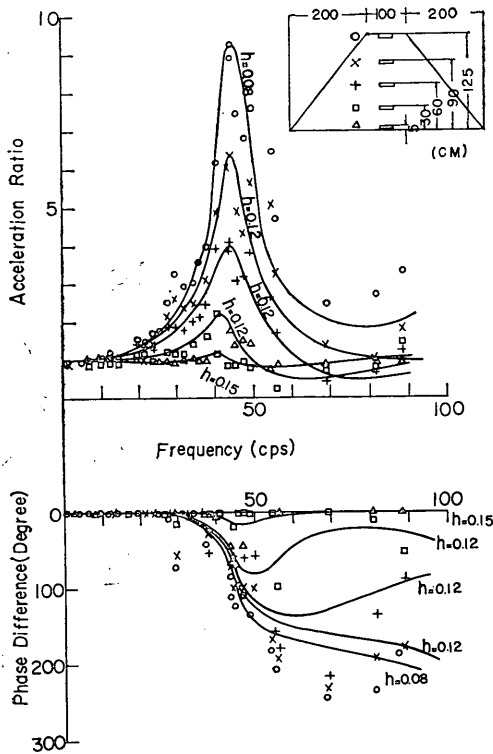 200 100 200
125
90
60
30
5
(CM)
10
5
Acceleration Ratio
h=0.08
h=0.12
h=0.12
h=0.12
h=0.15
50
100
Frequency (cps)
50
100
0
100
200
300
Phase Difference(Degree)
h=0.15
h=0.12
h=0.12
h=0.12
h=0.08